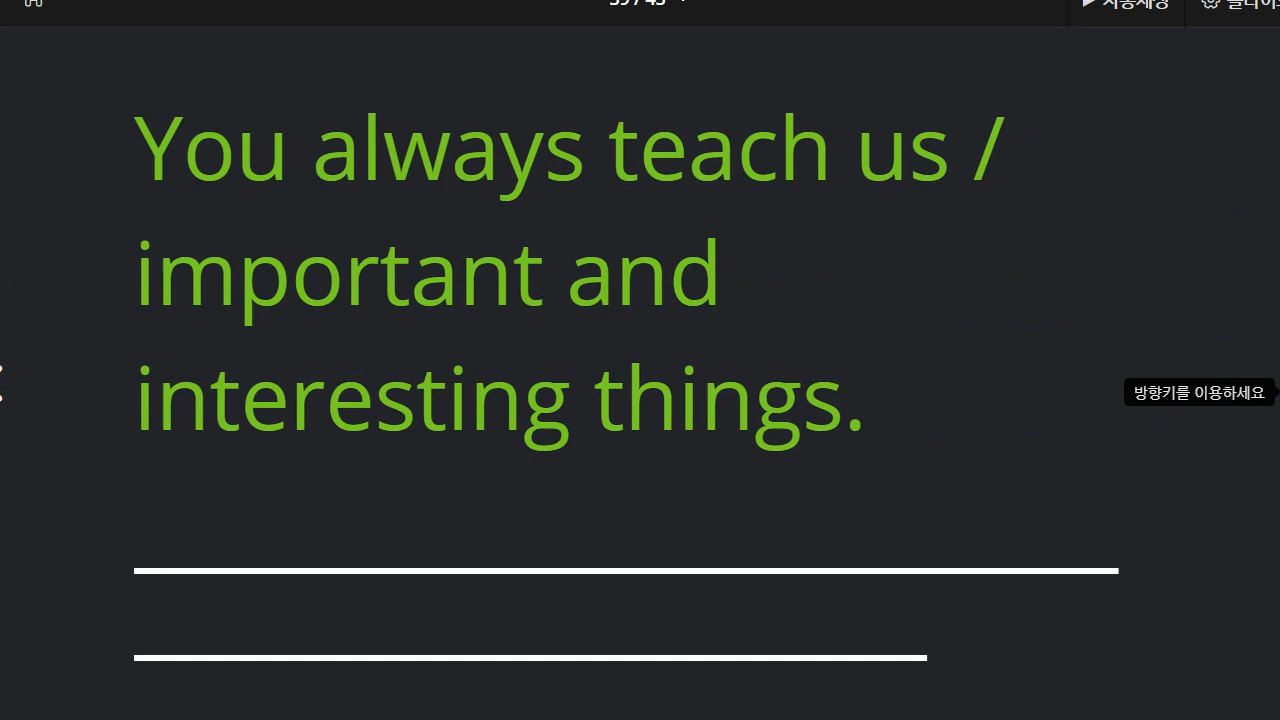 You always teach us /
important and
interesting things.
방향키를 이용하세요